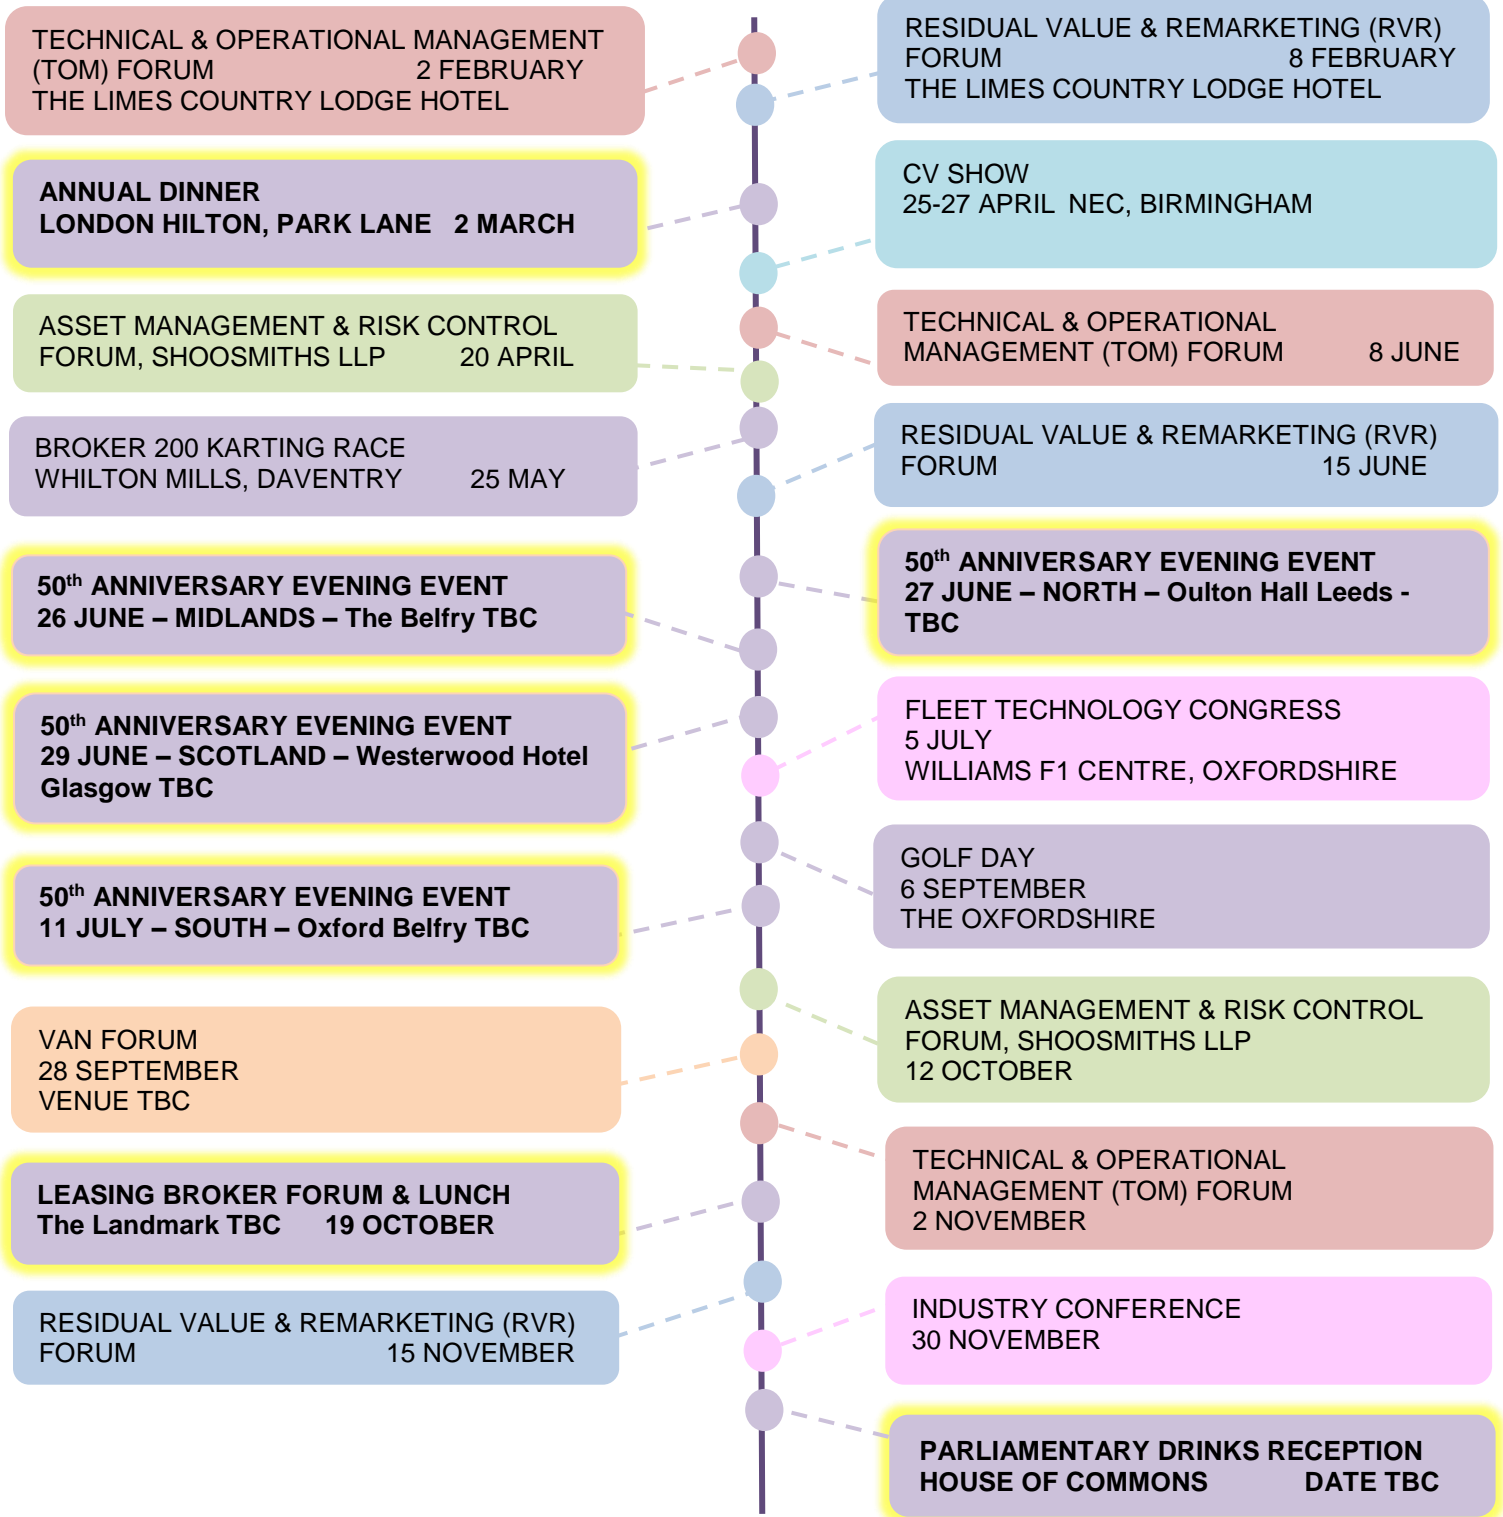 TECHNICAL & OPERATIONAL MANAGEMENT
(TOM) FORUM 2 FEBRUARY
THE LIMES COUNTRY LODGE HOTEL
RESIDUAL VALUE & REMARKETING (RVR)
FORUM 8 FEBRUARY
THE LIMES COUNTRY LODGE HOTEL
ANNUAL DINNER
LONDON HILTON, PARK LANE 2 MARCH
CV SHOW
25-27 APRIL NEC, BIRMINGHAM
ASSET MANAGEMENT & RISK CONTROL
FORUM, SHOOSMITHS LLP 20 APRIL
TECHNICAL & OPERATIONAL
MANAGEMENT (TOM) FORUM 8 JUNE
BROKER 200 KARTING RACE
WHILTON MILLS, DAVENTRY 25 MAY
RESIDUAL VALUE & REMARKETING (RVR)
FORUM 15 JUNE
50th ANNIVERSARY EVENING EVENT
26 JUNE – MIDLANDS – The Belfry TBC
50th ANNIVERSARY EVENING EVENT
27 JUNE – NORTH – Oulton Hall Leeds -
TBC
50th ANNIVERSARY EVENING EVENT
29 JUNE – SCOTLAND – Westerwood Hotel
Glasgow TBC
FLEET TECHNOLOGY CONGRESS
5 JULY
WILLIAMS F1 CENTRE, OXFORDSHIRE
50th ANNIVERSARY EVENING EVENT
11 JULY – SOUTH – Oxford Belfry TBC
GOLF DAY
6 SEPTEMBER
THE OXFORDSHIRE
VAN FORUM
28 SEPTEMBER
VENUE TBC
ASSET MANAGEMENT & RISK CONTROL
FORUM, SHOOSMITHS LLP
12 OCTOBER
LEASING BROKER FORUM & LUNCH
The Landmark TBC 19 OCTOBER
TECHNICAL & OPERATIONAL
MANAGEMENT (TOM) FORUM
2 NOVEMBER
RESIDUAL VALUE & REMARKETING (RVR)
FORUM 15 NOVEMBER
INDUSTRY CONFERENCE
30 NOVEMBER
PARLIAMENTARY DRINKS RECEPTION
HOUSE OF COMMONS DATE TBC